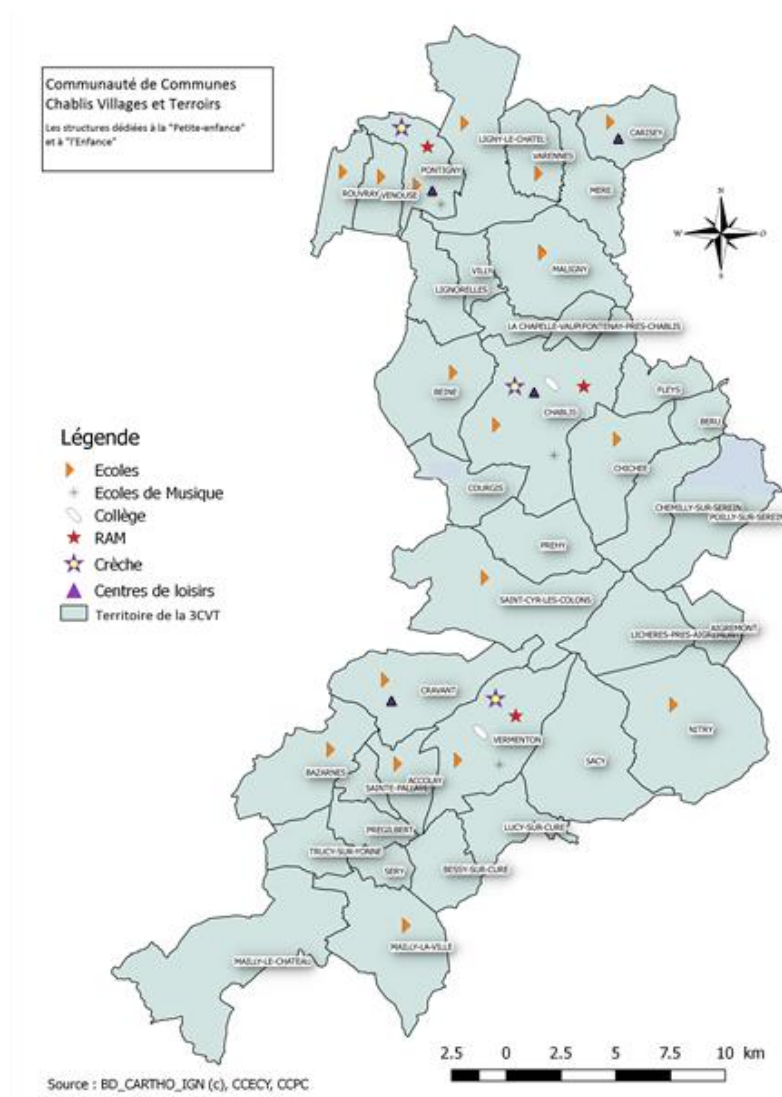 Communauté de Communes
Chablis Villages et Terroirs
Les structures dédiées à la "Petite-enfance"
et à "l'Enfance"
LIGNY-LE-CHATEL
CARISEY
VARENNES
PONTIGNY
ROUVRAY
VENOUSE
MERE
N
W
O
S
VILLY
MALIGNY
LIGNORELLES
LA CHAPELLE-VAUP
FONTENAY-PRES-CHABLIS
BEINE
FLEYS
CHABLIS
BERU
Légende
Ecoles
Ecoles de Musique
Collège
RAM
Crèche
Centres de loisirs
Territoire de la 3CVT
CHICHEE
COURGIS
CHEMILLY-SUR-SEREIN
POILLY-SUR-SEREIN
PREHY
SAINT-CYR-LES-COLONS
AIGREMONT
LICHERES-PRES-AIGREMONT
CRAVANT
NITRY
VERMENTON
SACY
BAZARNES
ACCOLAY
SAINTE-PALLAYE
PREGILBERT
LUCY-SUR-CURE
TRUCY-SUR-YONNE
SERY
BESSY-SUR-CURE
MAILLY-LA-VILLE
MAILLY-LE-CHATEAU
2.5 0 2.5 5 7.5 10 km
Source : BD_CARTHO_IGN (c), CCECY, CCPC